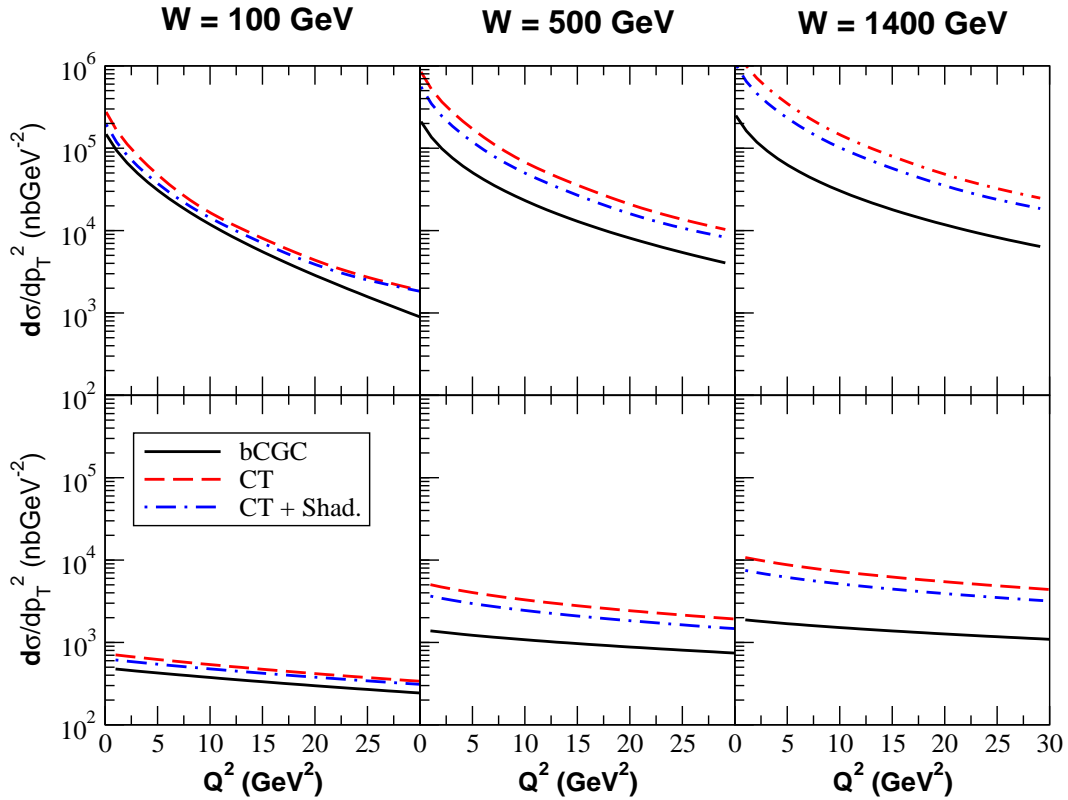 W = 100 GeV
W = 500 GeV
W = 1400 GeV
10^6
10^5
10^4
10^3
10^2
dσ/dp_T^2 (nbGeV^-2)
10^5
10^4
10^3
10^2
dσ/dp_T^2 (nbGeV^-2)
bCGC
CT
CT + Shad.
0 5 10 15 20 25 0 5 10 15 20 25 0 5 10 15 20 25 30
Q^2 (GeV^2)
Q^2 (GeV^2)
Q^2 (GeV^2)